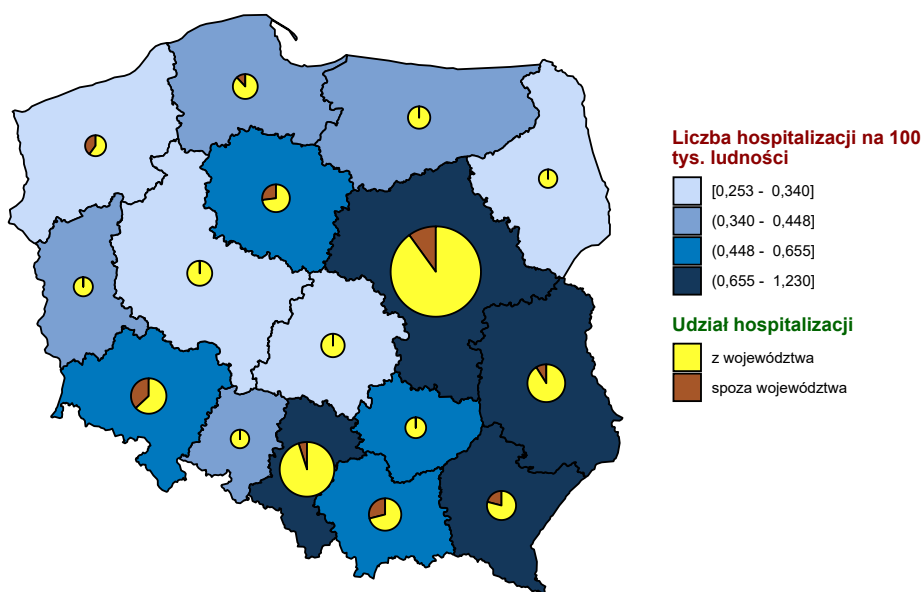 Liczba hospitalizacji na 100
tys. ludności
[0,253 - 0,340]
(0,340 - 0,448]
(0,448 - 0,655]
(0,655 - 1,230]
Udział hospitalizacji
z województwa
spoza województwa